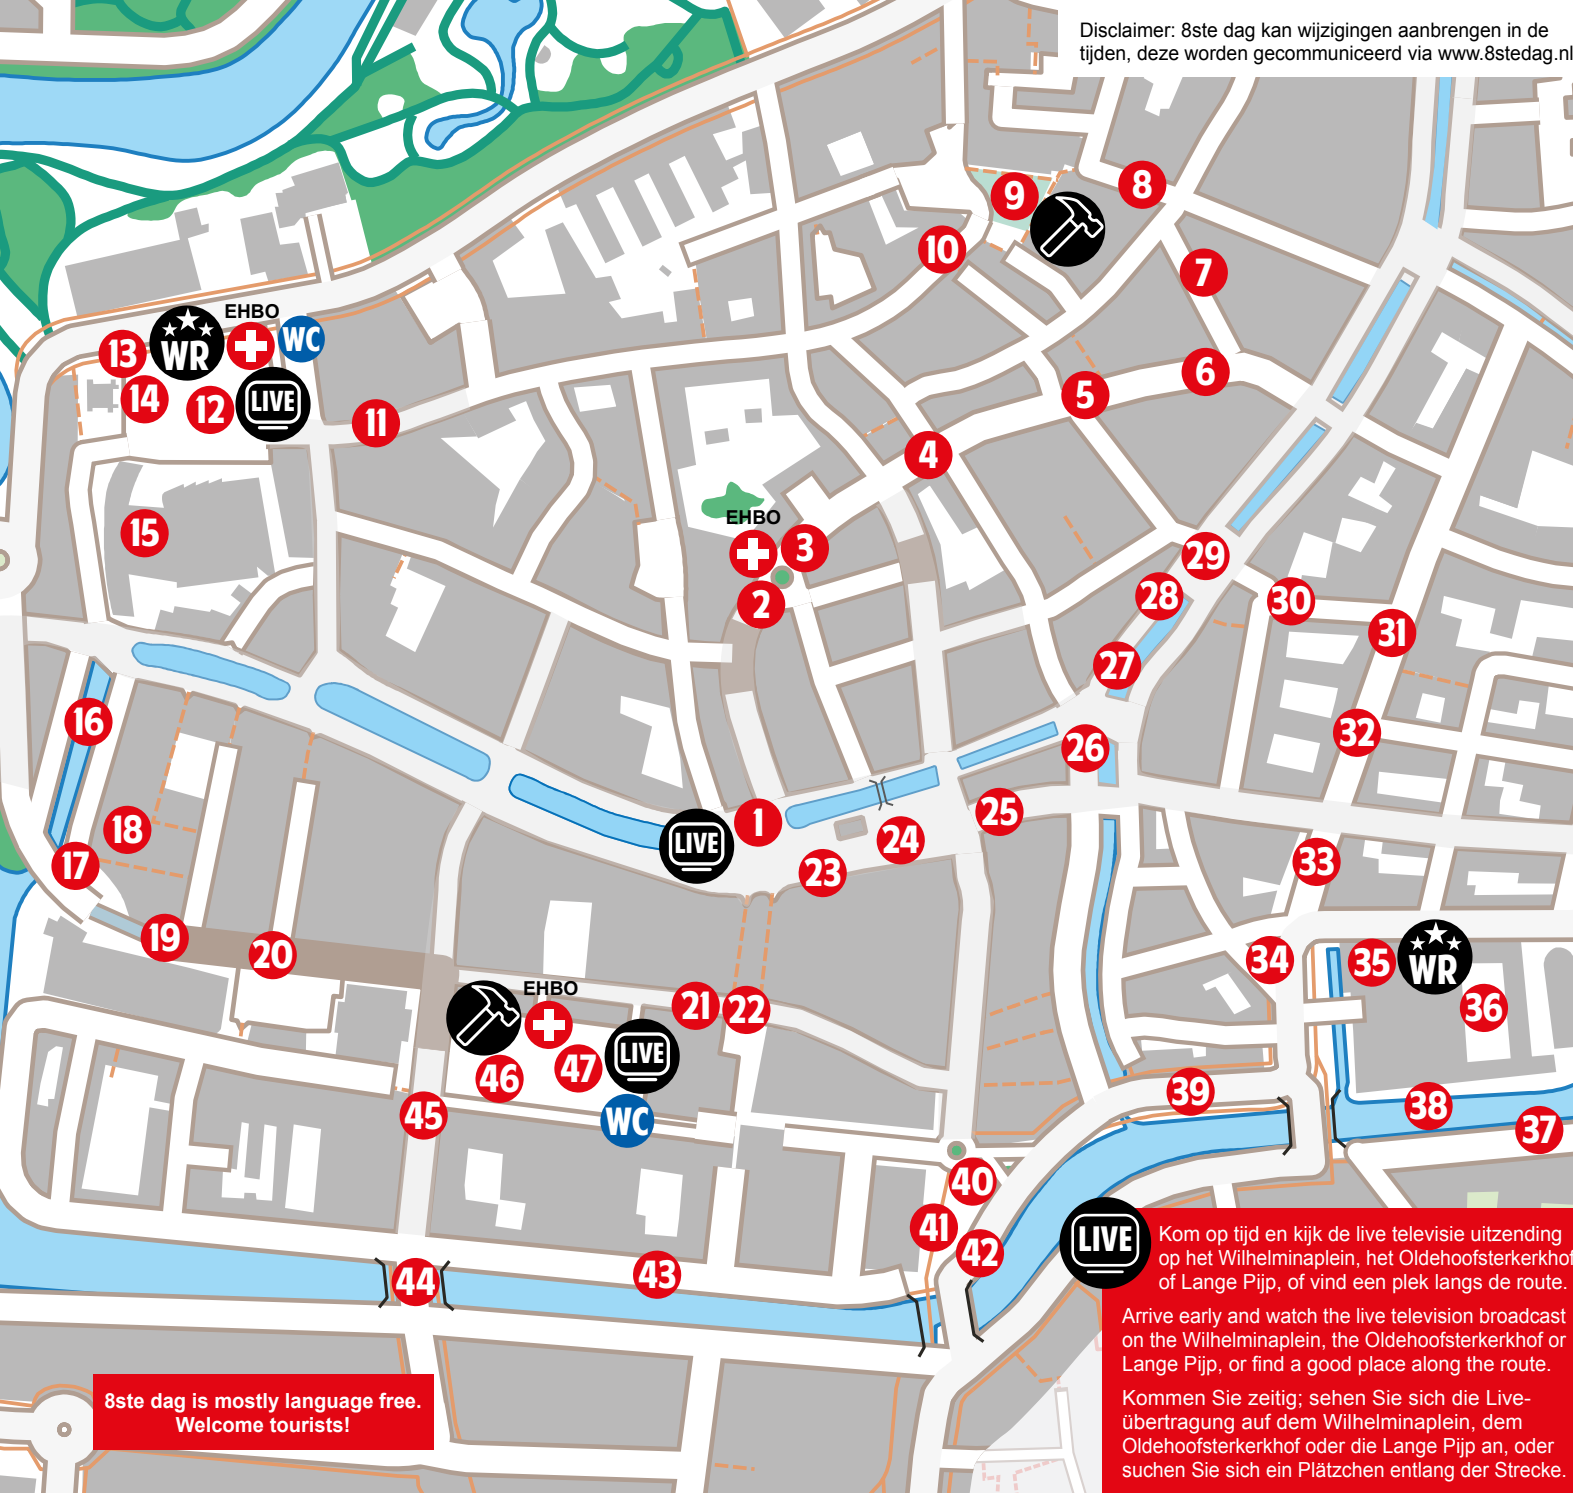 Disclaimer: 8ste dag kan wijzigingen aanbrengen in de
tijden, deze worden gecommuniceerd via www.8stedag.nl
9
8
10
7
EHBO
WR
WC
13
14
12
LIVE
11
6
5
4
15
EHBO
3
2
29
28
30
31
27
16
32
26
18
1
25
LIVE
24
17
23
33
19
20
34
35
WR
36
EHBO
21
22
46
47
LIVE
45
WC
39
38
37
40
41
42
43
44
LIVE
Kom op tijd en kijk de live televisie uitzending
op het Wilhelminaplein, het Oldehoofsterkerkhof
of Lange Pijp, of vind een plek langs de route.
Arrive early and watch the live television broadcast
on the Wilhelminaplein, the Oldehoofsterkerkhof or
Lange Pijp, or find a good place along the route.
Kommen Sie zeitig; sehen Sie sich die Live-
übertragung auf dem Wilhelminaplein, dem
Oldehoofsterkerkhof oder die Lange Pijp an, oder
suchen Sie sich ein Plätzchen entlang der Strecke.
8ste dag is mostly language free.
Welcome tourists!